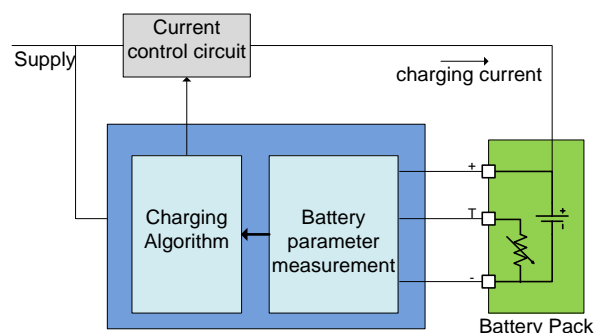 Current
control circuit
Supply
charging current
Charging
Algorithm
Battery
parameter
measurement
+
T
-
+
-
Battery Pack